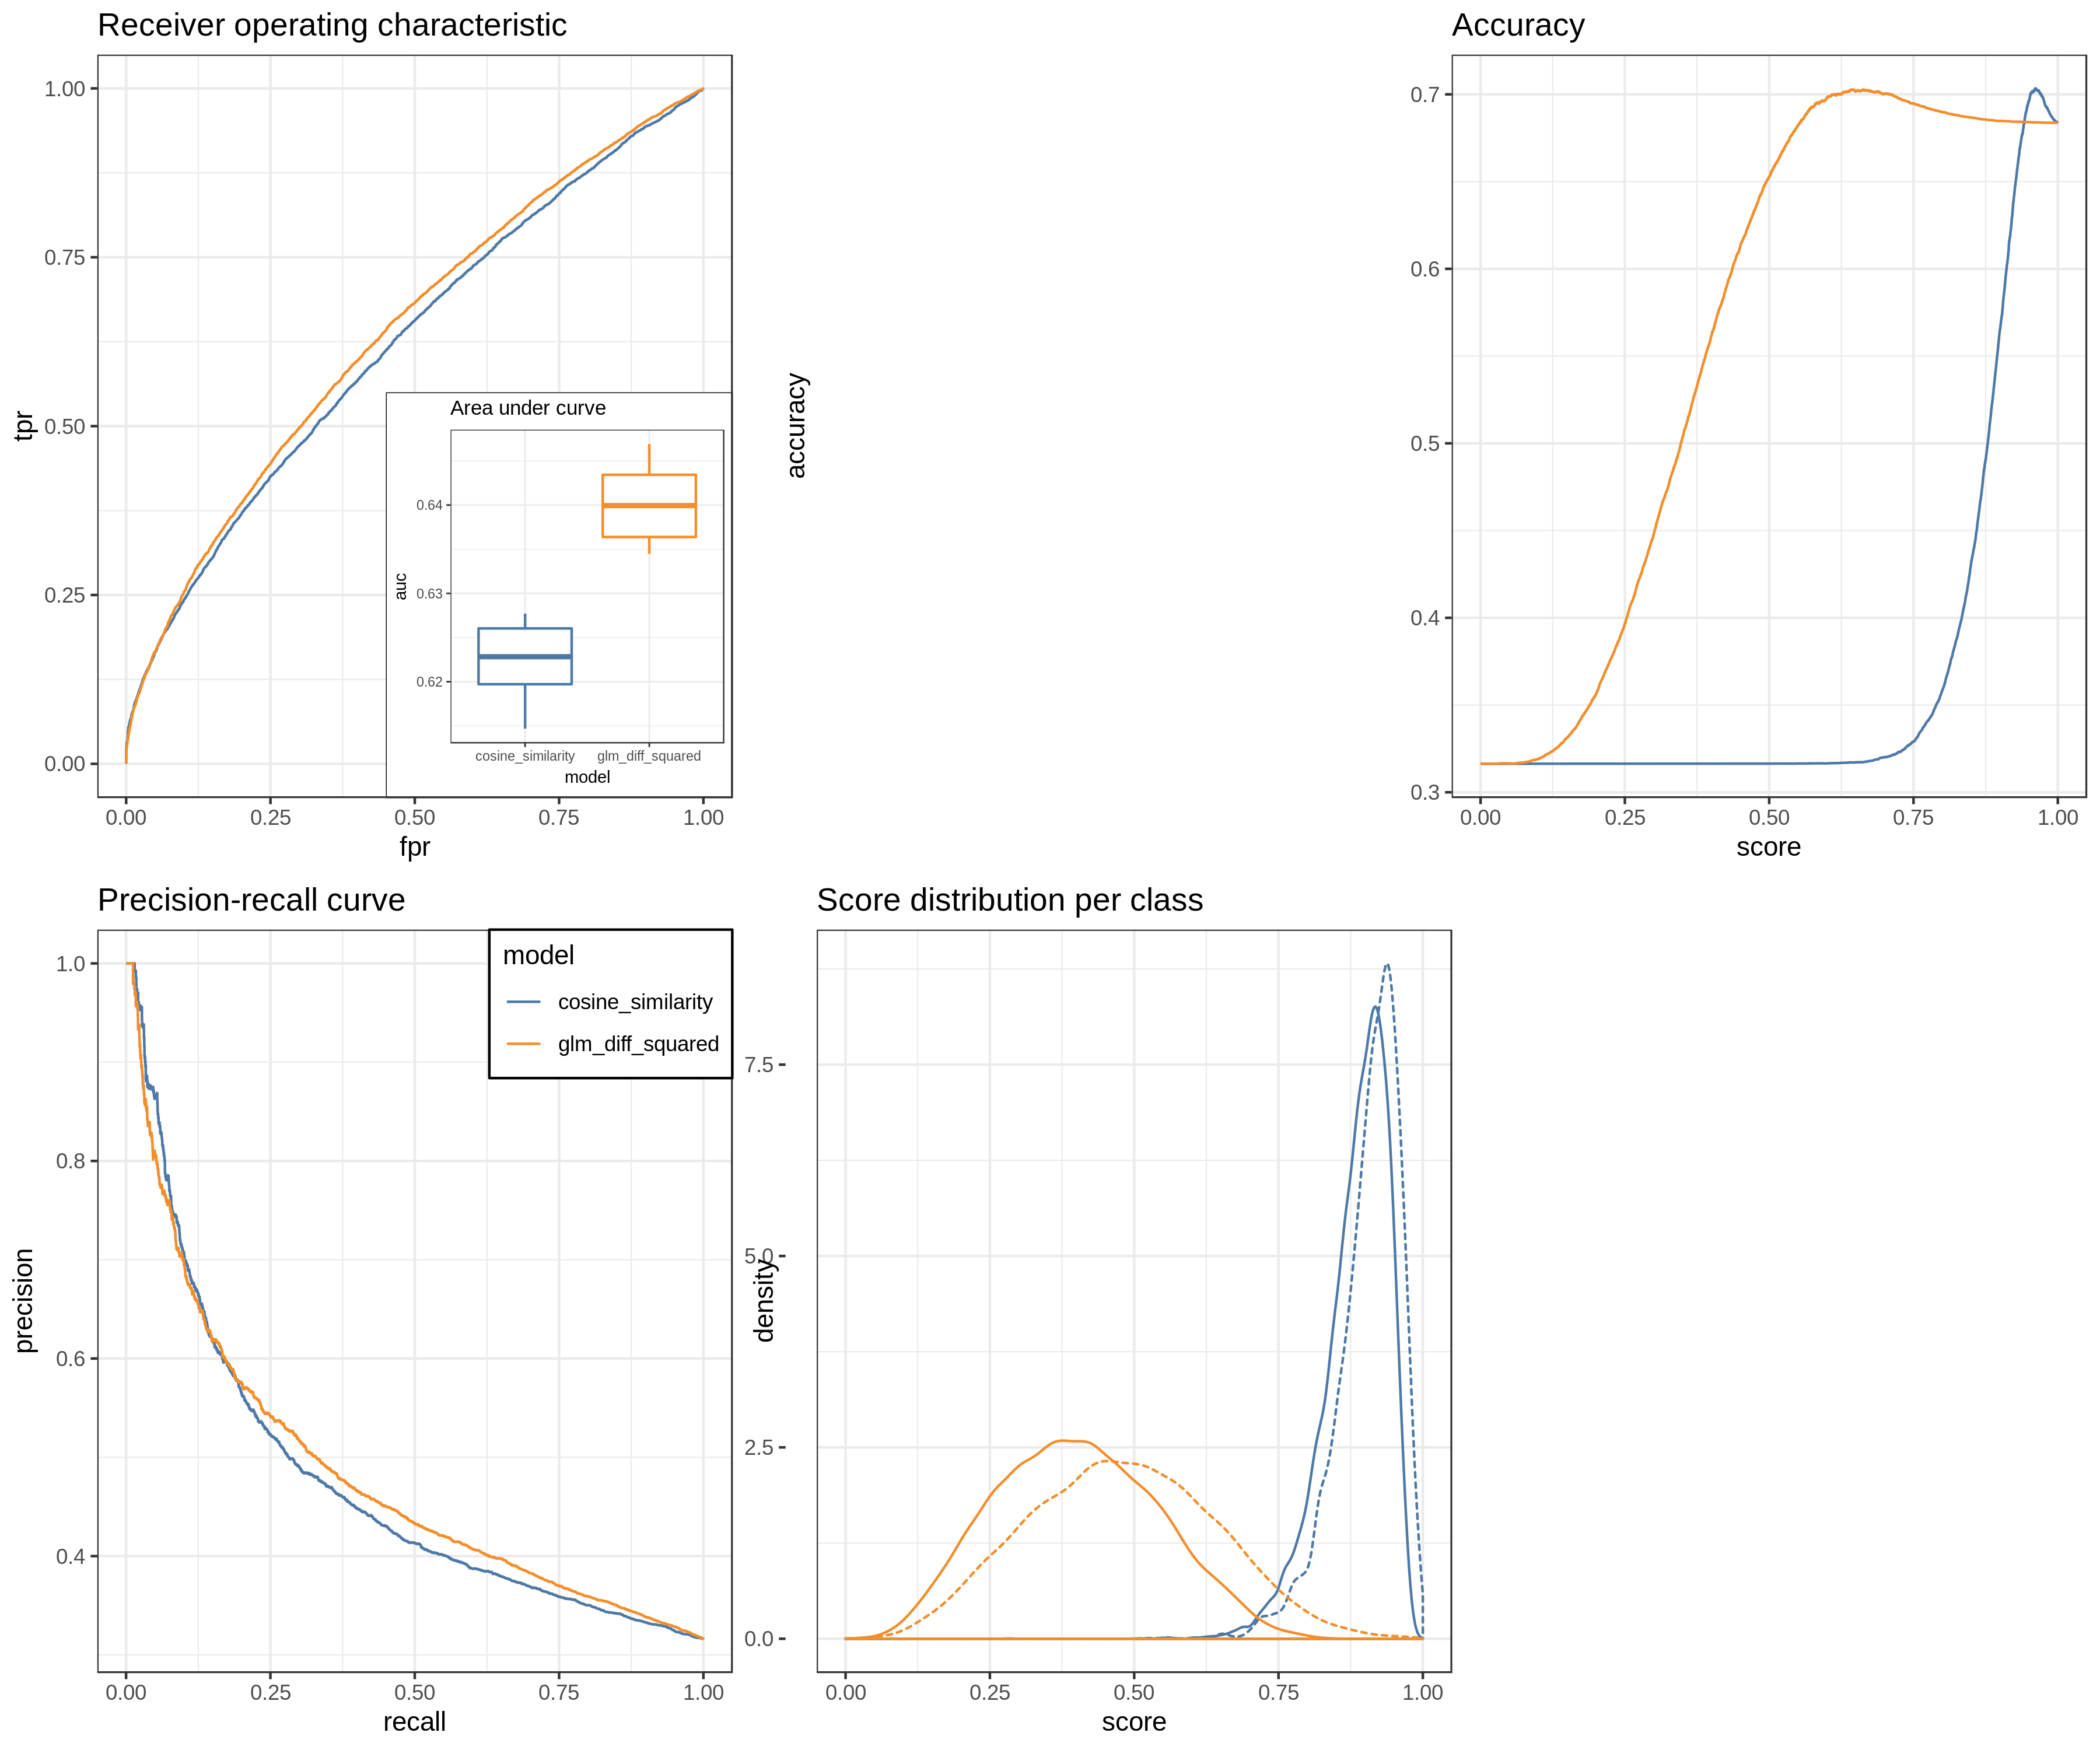 Receiver operating characteristic
1.00
0.75
0.50
0.25
0.00
tpr
0.00 0.25 0.50 0.75 1.00
fpr
Area under curve
0.64
0.63
0.62
auc
cosine_similarity glm_diff_squared
model
Accuracy
accuracy
0.7
0.6
0.5
0.4
0.3
0.00 0.25 0.50 0.75 1.00
score
Precision-recall curve
1.0
0.8
0.6
0.4
precision
0.00 0.25 0.50 0.75 1.00
recall
model
cosine_similarity
glm_diff_squared
Score distribution per class
7.5
5.0
2.5
0.0
density
0.00 0.25 0.50 0.75 1.00
score